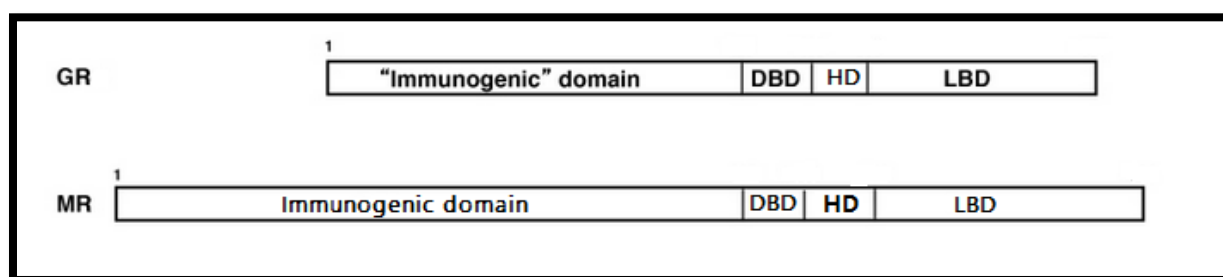 1
GR "Immunogenic" domain DBD HD LBD
1
MR Immunogenic domain DBD HD LBD